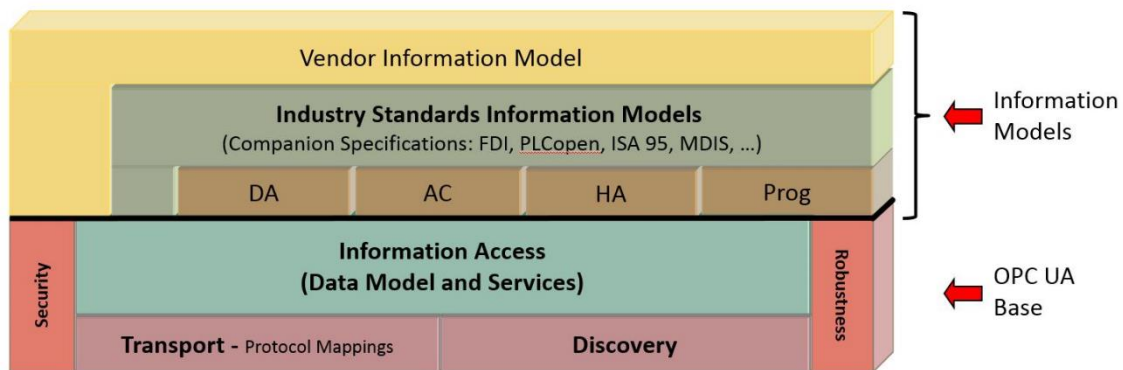 Vendor Information Model
Industry Standards Information Models
(Companion Specifications: FDI, PLCopen, ISA 95, MDIS, ...)
DA
AC
HA
Prog
Information
Models
Security
Information Access
(Data Model and Services)
Robustness
Transport - Protocol Mappings
Discovery
OPC UA
Base